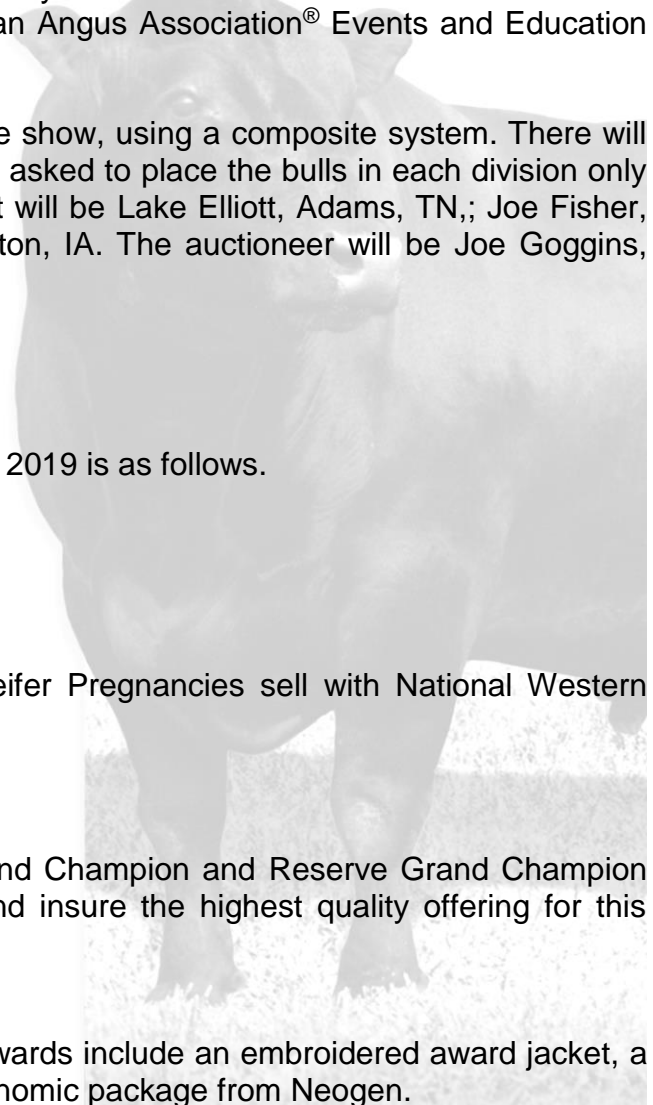 an Angus Association® Events and Education
e show, using a composite system. There will
asked to place the bulls in each division only
t will be Lake Elliott, Adams, TN,; Joe Fisher,
ton, IA. The auctioneer will be Joe Goggins,
2019 is as follows.
eifer Pregnancies sell with National Western
nd Champion and Reserve Grand Champion
nd insure the highest quality offering for this
wards include an embroidered award jacket, a
nomic package from Neogen.